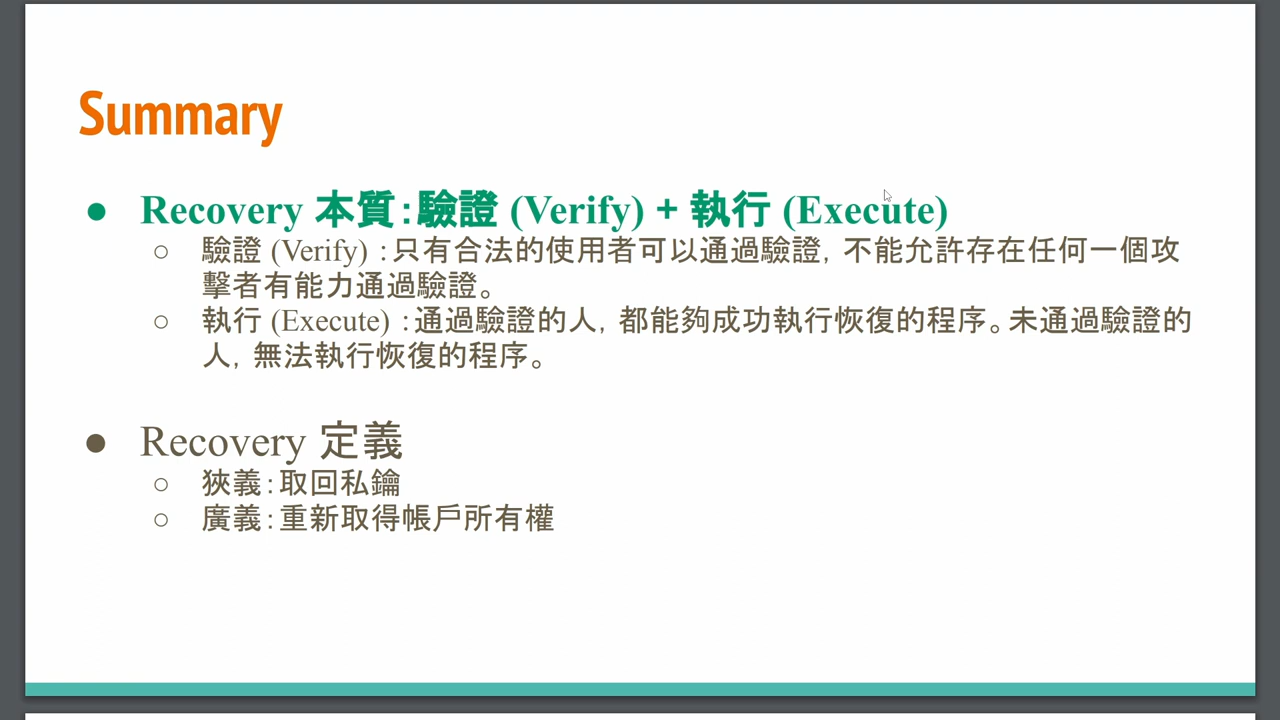 Summary
● Recovery 本質：驗證 (Verify) + 執行 (Execute)
○ 驗證 (Verify) ：只有合法的使用者可以通過驗證，不能允許存在任何一個攻
擊者有能力通過驗證。
○ 執行 (Execute) ：通過驗證的人，都能夠成功執行恢復的程序。未通過驗證的
人，無法執行恢復的程序。
● Recovery 定義
○ 狹義：取回私鑰
○ 廣義：重新取得帳戶所有權